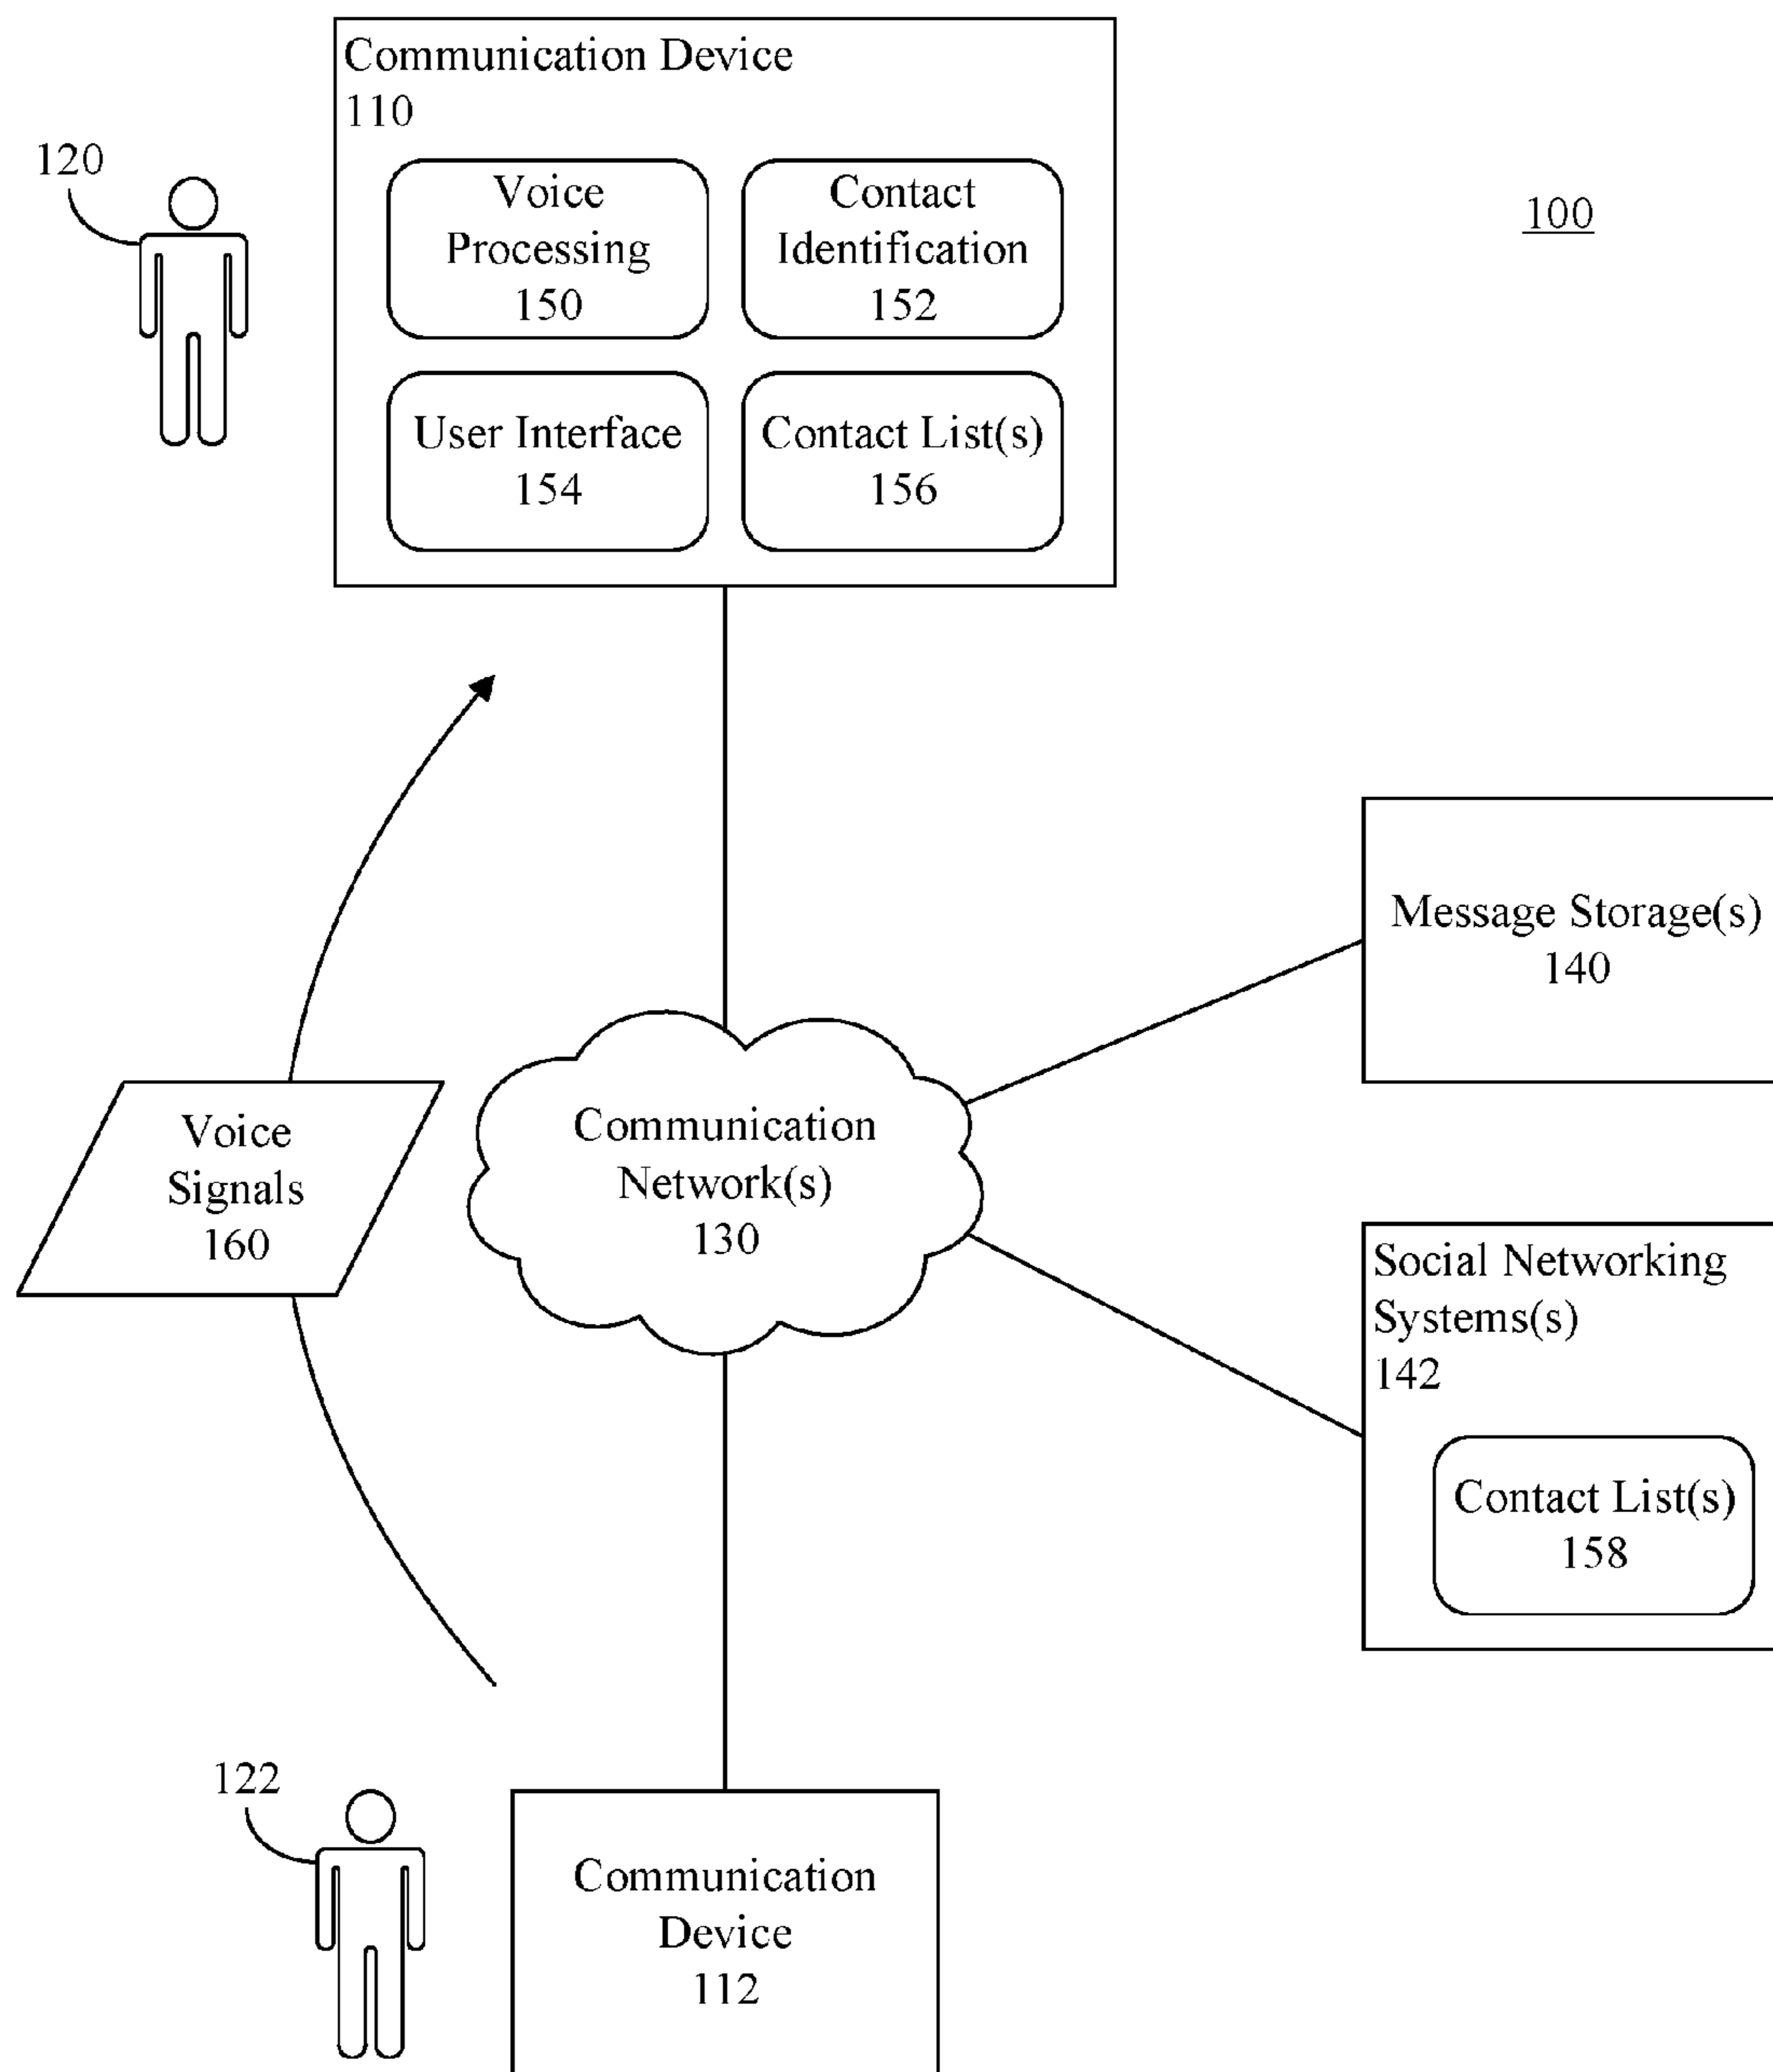 Communication Device
110
120
Voice
Processing
150
Contact
Identification
152
100
User Interface
154
Contact List(s)
156
Message Storage(s)
140
Voice
Signals
160
Communication
Network(s)
130
Social Networking
Systems(s)
142
Contact List(s)
158
122
Communication
Device
112